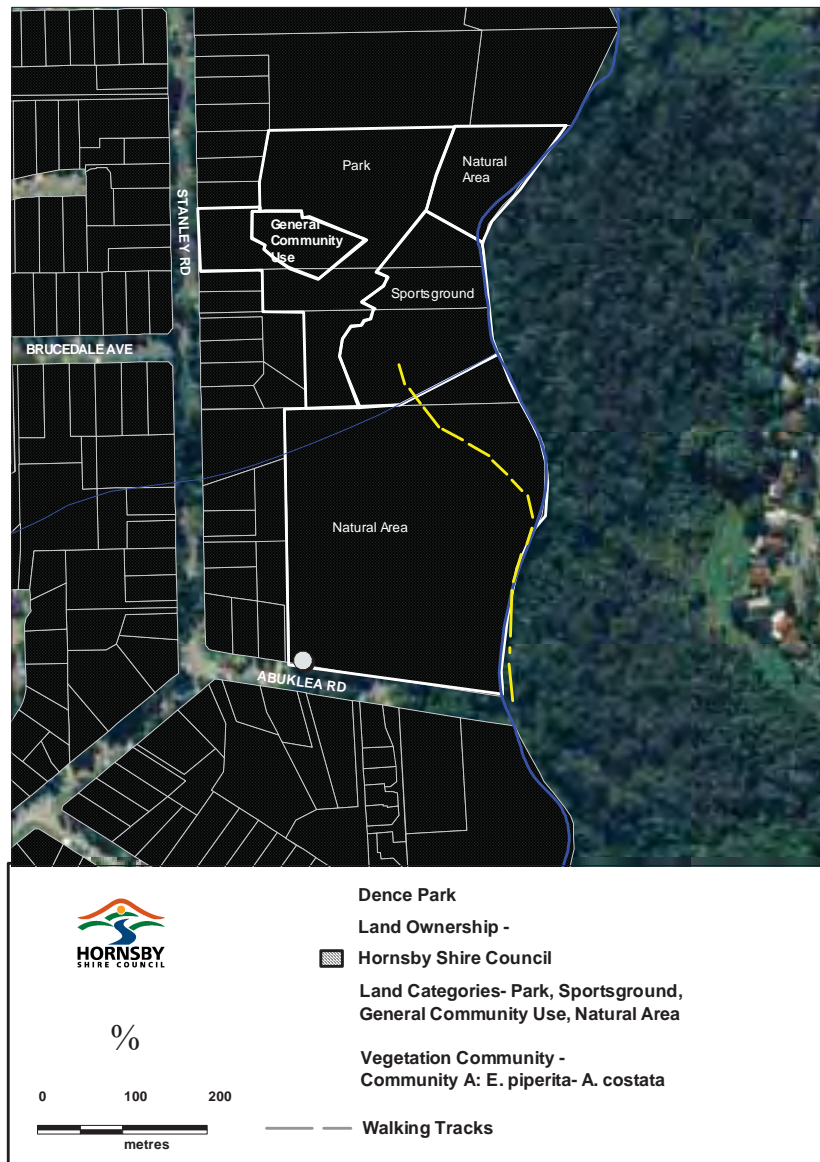 Park
Natural
Area
STANLEY RD
General
Community
Use
Sportsground
BRUCEDALE AVE
Natural Area
ABUKLEA RD
Dence Park
Land Ownership -
HORNSBY
SHIRE COUNCIL
Hornsby Shire Council
Land Categories- Park, Sportsground,
General Community Use, Natural Area
%
Vegetation Community -
Community A: E. piperita- A. costata
0 100 200
metres
Walking Tracks